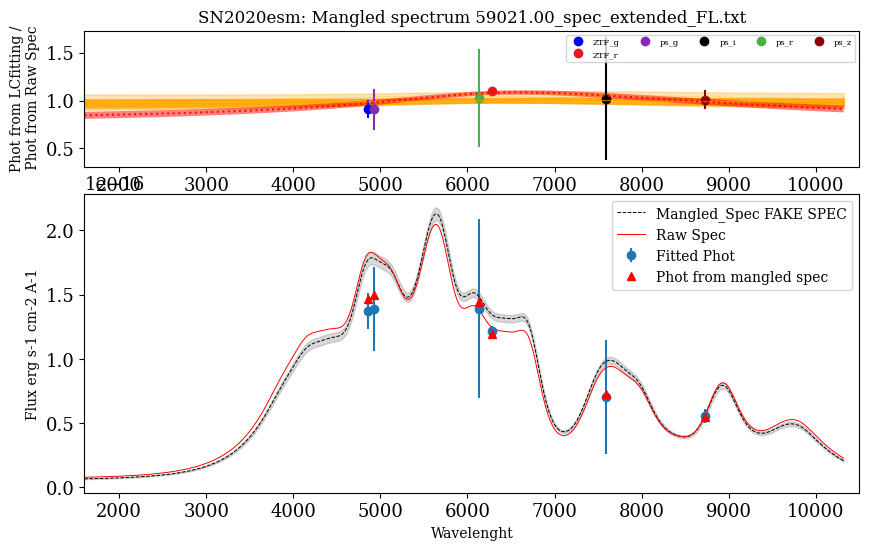 SN2020esm: Mangled spectrum 59021.00_spec_extended_FL.txt
Phot from LCfitting /
Phot from Raw Spec
1.5
1.0
0.5
ZTF_g ps_g ps_i ps_r ps_z
ZTF_r
2000 3000 4000 5000 6000 7000 8000 9000 10000
1e−16
Flux erg s-1 cm-2 A-1
2.0
1.5
1.0
0.5
0.0
Mangled_Spec FAKE SPEC
Raw Spec
Fitted Phot
Phot from mangled spec
2000 3000 4000 5000 6000 7000 8000 9000 10000
Wavelenght